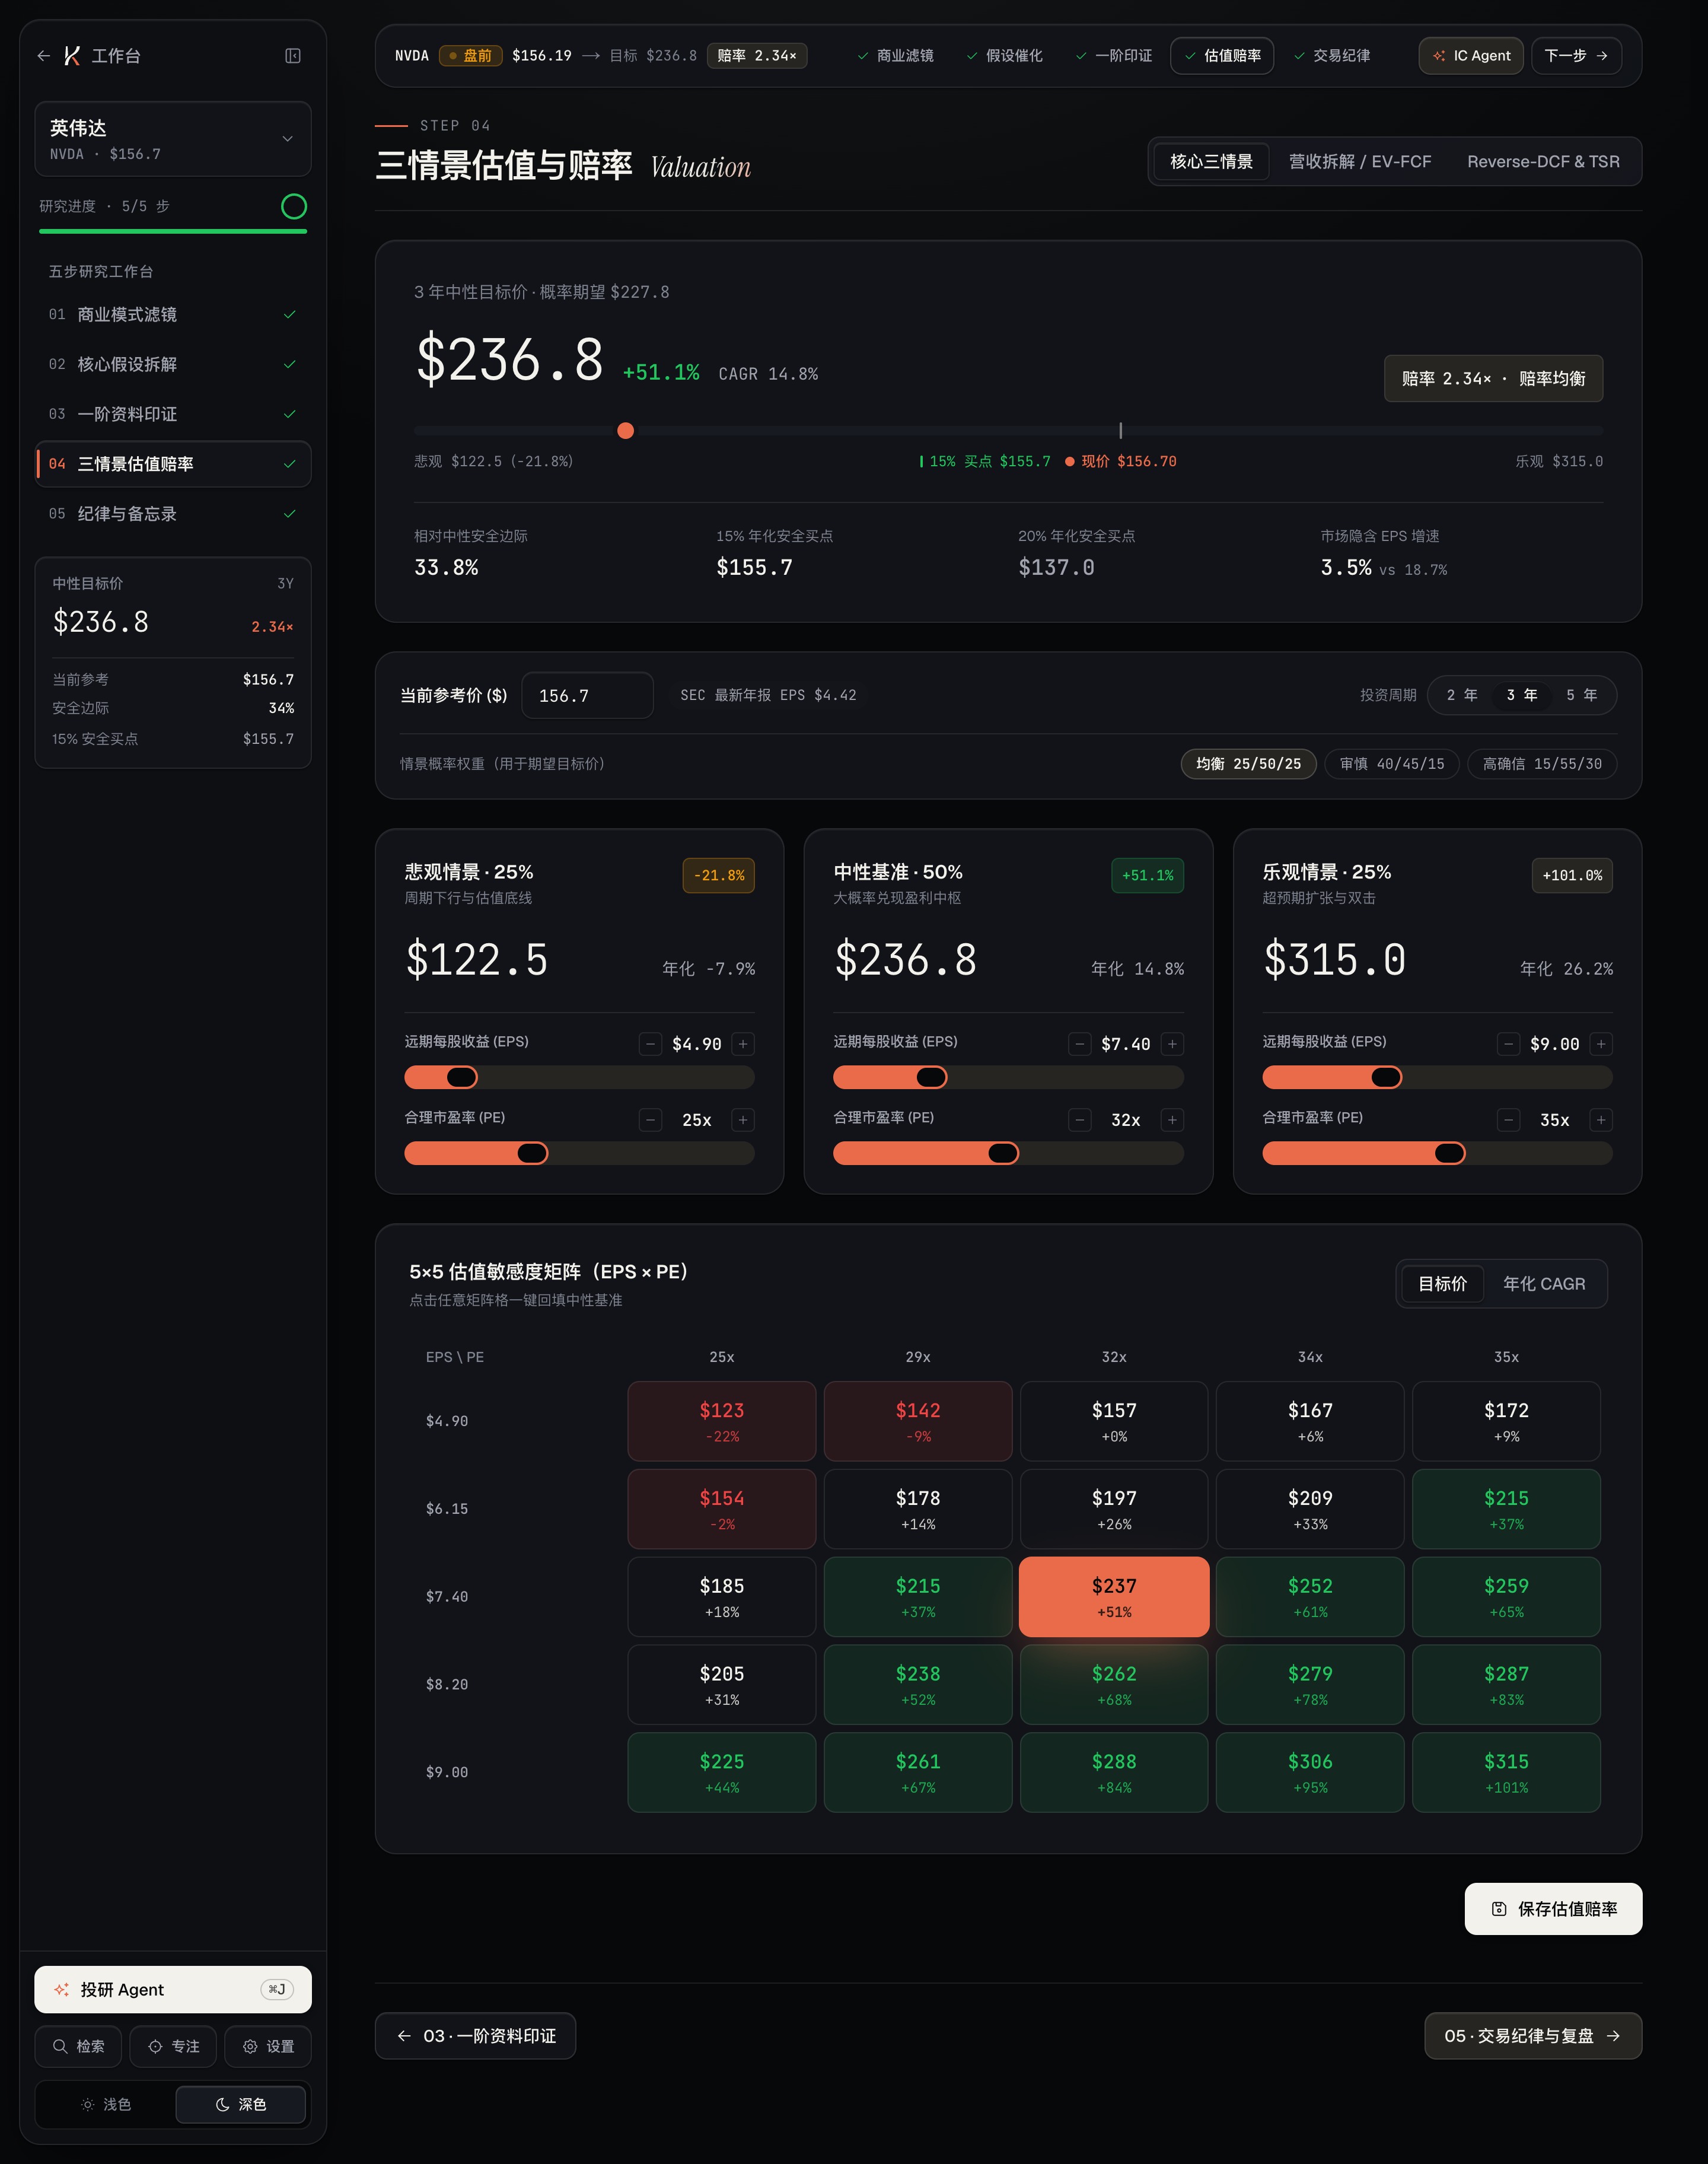 工作台
英伟达
NVDA · $156.7
研究进度 · 5/5 步
五步研究工作台
01 商业模式滤镜
02 核心假设拆解
03 一阶资料印证
04 三情景估值赔率
05 纪律与备忘录
中性目标价 3Y
$236.8 2.34×
当前参考 $156.7
安全边际 34%
15% 安全买点 $155.7
投研 Agent ⌘J
检索 专注 设置
浅色 深色
NVDA 盘前 $156.19 → 目标 $236.8 赔率 2.34× 商业滤镜 假设催化 一阶印证 估值赔率 交易纪律 IC Agent 下一步 →
STEP 04
三情景估值与赔率 Valuation
核心三情景 营收拆解 / EV-FCF Reverse-DCF & TSR
3 年中性目标价 · 概率期望 $227.8
$236.8 +51.1% CAGR 14.8%
赔率 2.34× · 赔率均衡
悲观 $122.5 (-21.8%) 15% 买点 $155.7 现价 $156.70 乐观 $315.0
相对中性安全边际 15% 年化安全买点 20% 年化安全买点 市场隐含 EPS 增速
33.8% $155.7 $137.0 3.5% vs 18.7%
当前参考价 ($) 156.7 SEC 最新年报 EPS $4.42 投资周期 2 年 3 年 5 年
情景概率权重（用于期望目标价） 均衡 25/50/25 审慎 40/45/15 高确信 15/55/30
悲观情景 · 25% -21.8%
周期下行与估值底线
$122.5 年化 -7.9%
远期每股收益 (EPS) − $4.90 +
合理市盈率 (PE) − 25x +
中性基准 · 50% +51.1%
大概率兑现盈利中枢
$236.8 年化 14.8%
远期每股收益 (EPS) − $7.40 +
合理市盈率 (PE) − 32x +
乐观情景 · 25% +101.0%
超预期扩张与双击
$315.0 年化 26.2%
远期每股收益 (EPS) − $9.00 +
合理市盈率 (PE) − 35x +
5×5 估值敏感度矩阵（EPS × PE）
点击任意矩阵格一键回填中性基准
目标价 年化 CAGR
EPS \ PE 25x 29x 32x 34x 35x
$4.90 $123 $142 $157 $167 $172
-22% -9% +0% +6% +9%
$6.15 $154 $178 $197 $209 $215
-2% +14% +26% +33% +37%
$7.40 $185 $215 $237 $252 $259
+18% +37% +51% +61% +65%
$8.20 $205 $238 $262 $279 $287
+31% +52% +68% +78% +83%
$9.00 $225 $261 $288 $306 $315
+44% +67% +84% +95% +101%
保存估值赔率
← 03 · 一阶资料印证
05 · 交易纪律与复盘 →